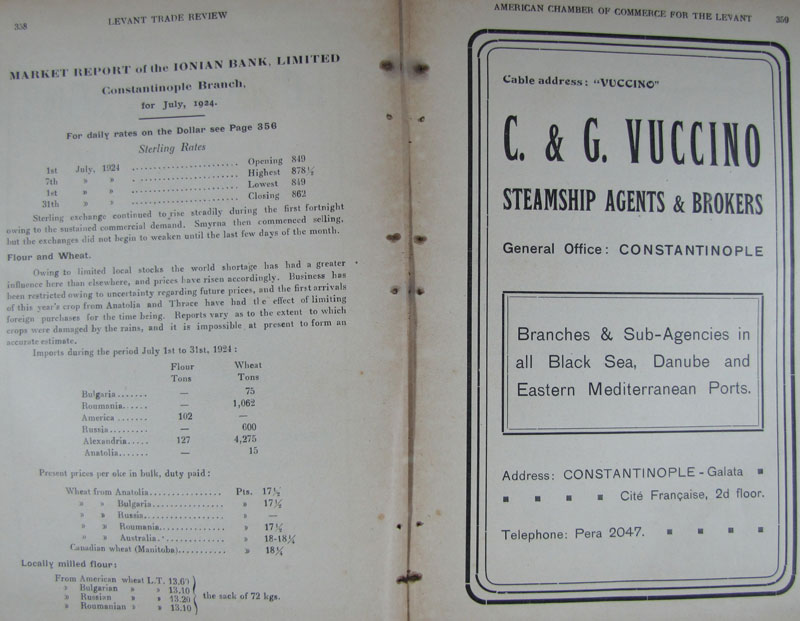 358
LEVANT TRADE REVIEW
MARKET REPORT of the IONIAN BANK, LIMITED
Constantinople Branch,
for July, 1924.
For daily rates on the Dollar see Page 356
Sterling Rates
1st July, 1924 ........................ Opening 849
7th » » ........................ Highest 878½
1st » » ........................ Lowest 849
31th » » ........................ Closing 862
Sterling exchange continued to rise steadily during the first fortnight
owing to the sustained commercial demand. Smyrna then commenced selling,
but the exchanges did not begin to weaken until the last few days of the month.
Flour and Wheat.
Owing to limited local stocks the world shortage has had a greater
influence here than elsewhere, and prices have risen accordingly. Business has
been restricted owing to uncertainty regarding future prices, and the first arrivals
of this year's crop from Anatolia and Thrace have had the effect of limiting
foreign purchases for the time being. Reports vary as to the extent to which
crops were damaged by the rains, and it is impossible at present to form an
accurate estimate.
Imports during the period July 1st to 31st, 1924 :
Flour Wheat
Tons Tons
Bulgaria....... — 75
Roumania...... — 1,062
America ....... 102 —
Russia......... — 600
Alexandria..... 127 4,275
Anatolia....... — 15
Present prices per oke in bulk, duty paid :
Wheat from Anatolia............... Pts. 17½
» » Bulgaria............... »
» » Russia................. » —
» » Roumania............... »
» » Australia.............. »
Canadian wheat (Manitoba)........... »
Locally milled flour :
From American wheat L.T.
» Bulgarian » » 13.10
» Russian » » 13.20
» Roumanian » » 13.10
the sack of 72 kgs.
AMERICAN CHAMBER OF COMMERCE FOR THE LEVANT
359
Cable address : "VUCCINO"
C. & G. VUCCINO
STEAMSHIP AGENTS & BROKERS
General Office : CONSTANTINOPLE
Branches & Sub-Agencies in
all Black Sea, Danube and
Eastern Mediterranean Ports.
Address: CONSTANTINOPLE - Galata
Cité Française, 2d floor.
Telephone: Pera 2047.